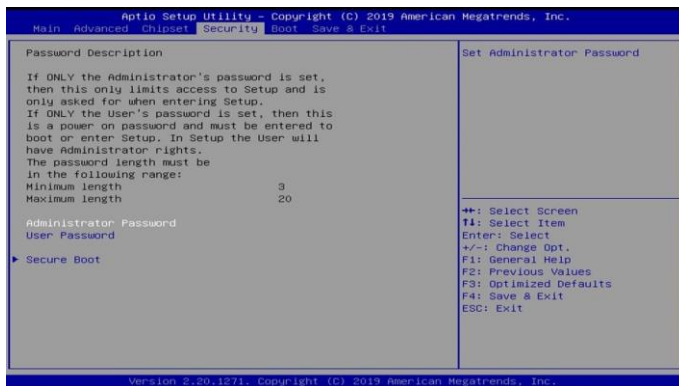 Aptio Setup Utility – Copyright (C) 2019 American Megatrends, Inc.
Main Advanced Chipset Security Boot Save & Exit
Password Description
If ONLY the Administrator's password is set,
then this only limits access to Setup and is
only asked for when entering Setup.
If ONLY the User's password is set, then this
is a power on password and must be entered to
boot or enter Setup. In Setup the User will
have Administrator rights.
The password length must be
in the following range:
Minimum length 3
Maximum length 20
Administrator Password
User Password
▶ Secure Boot
Set Administrator Password
→←: Select Screen
↑↓: Select Item
Enter: Select
+/-: Change Opt.
F1: General Help
F2: Previous Values
F3: Optimized Defaults
F4: Save & Exit
ESC: Exit
Version 2.20.1271. Copyright (C) 2019 American Megatrends, Inc.